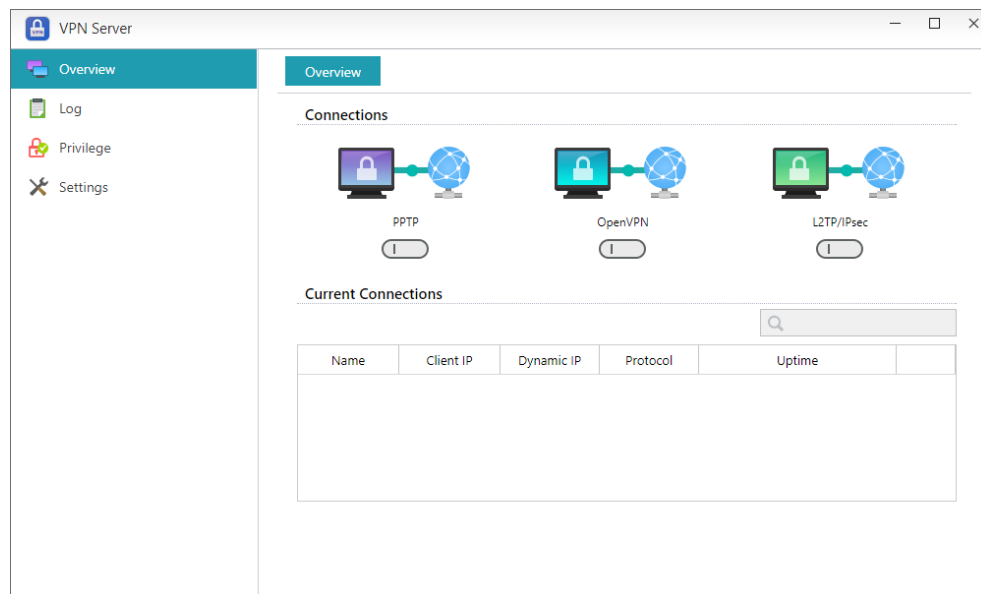 VPN Server
Overview
Log
Privilege
Settings
Overview
Connections
PPTP
OpenVPN
L2TP/IPsec
Current Connections
Name Client IP Dynamic IP Protocol Uptime